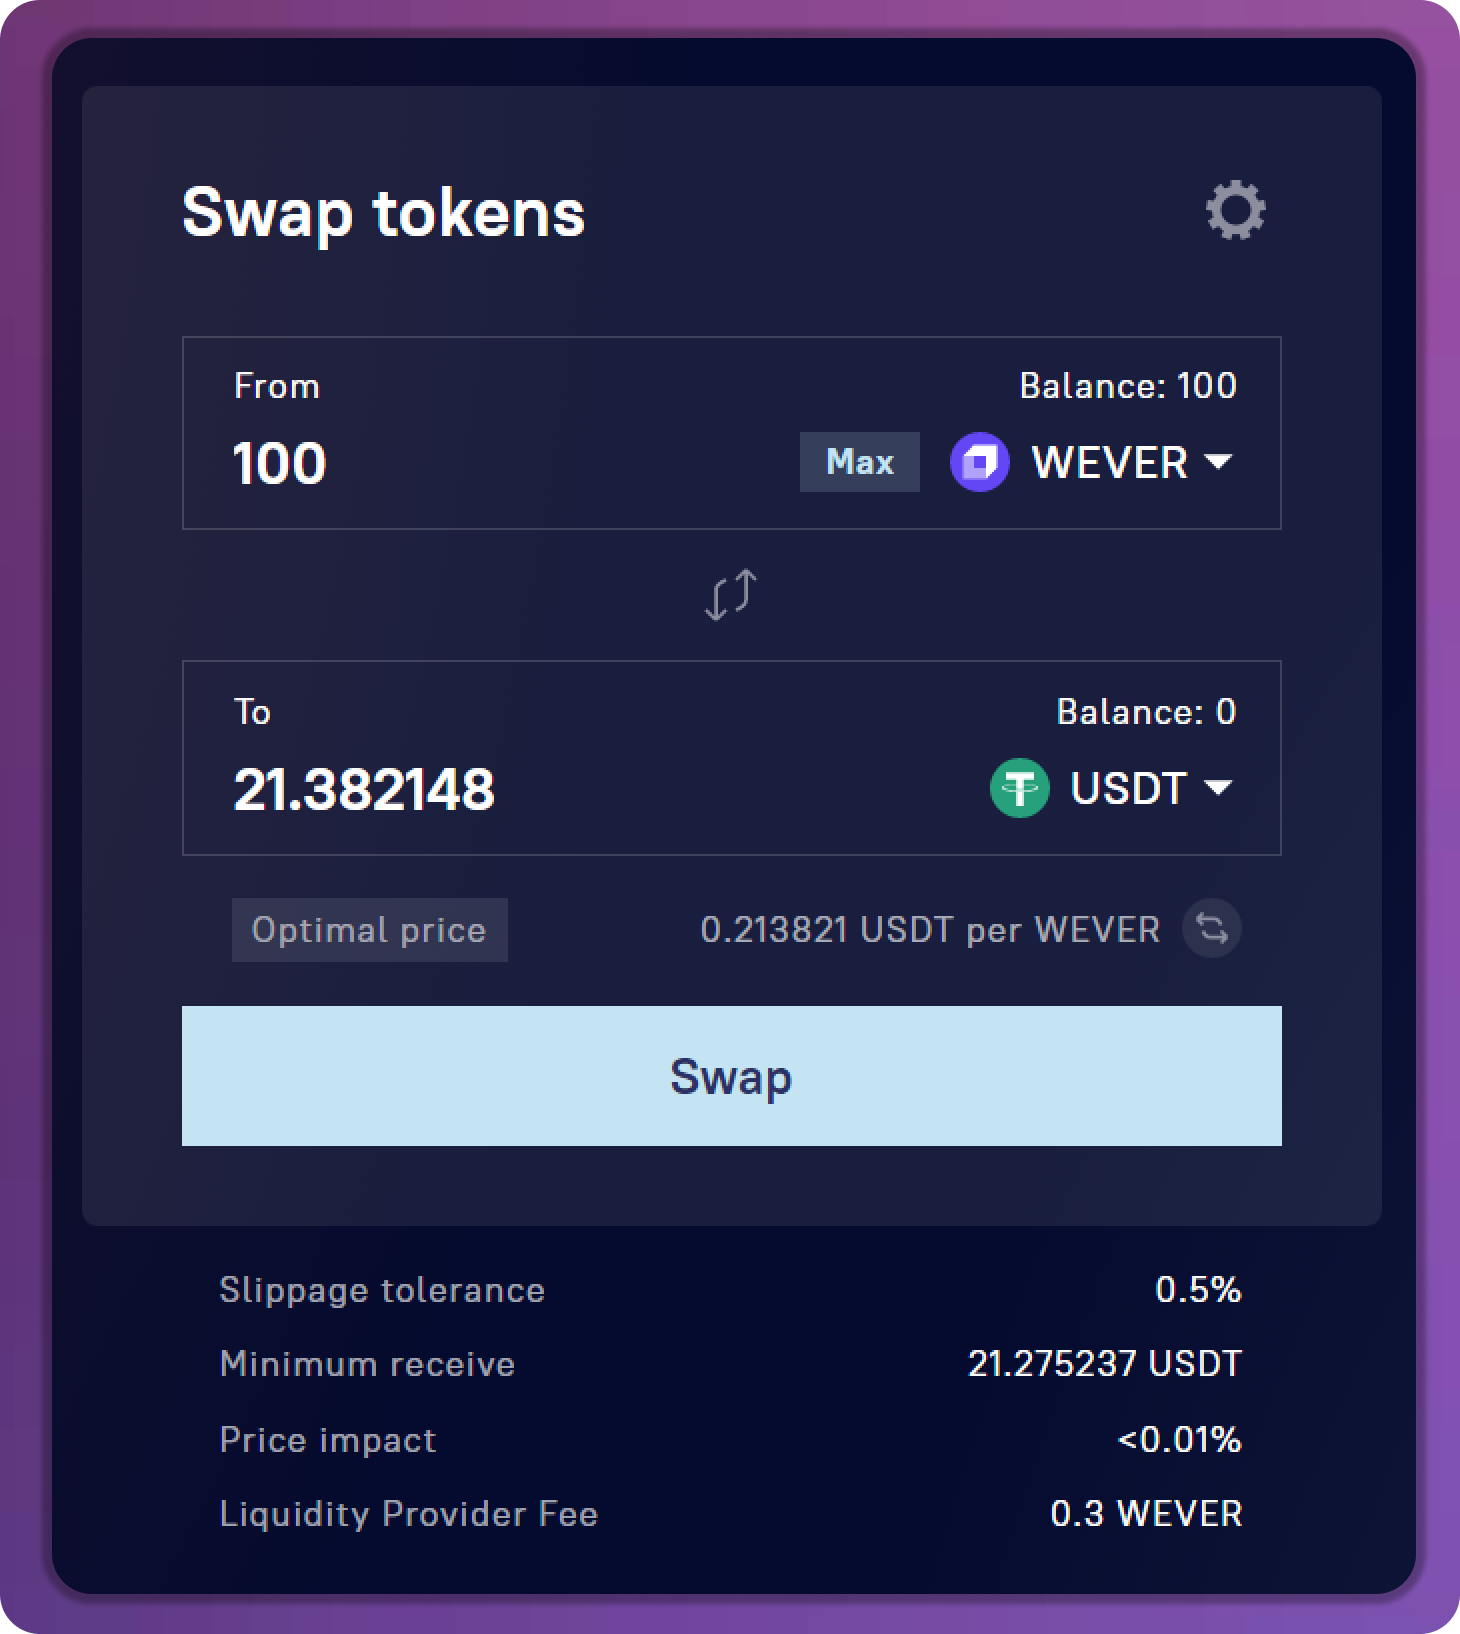 Swap tokens
From
Balance: 100
100
Max
WEVER
To
Balance: 0
21.382148
USDT
Optimal price
0.213821 USDT per WEVER
Swap
Slippage tolerance
0.5%
Minimum receive
21.275237 USDT
Price impact
<0.01%
Liquidity Provider Fee
0.3 WEVER